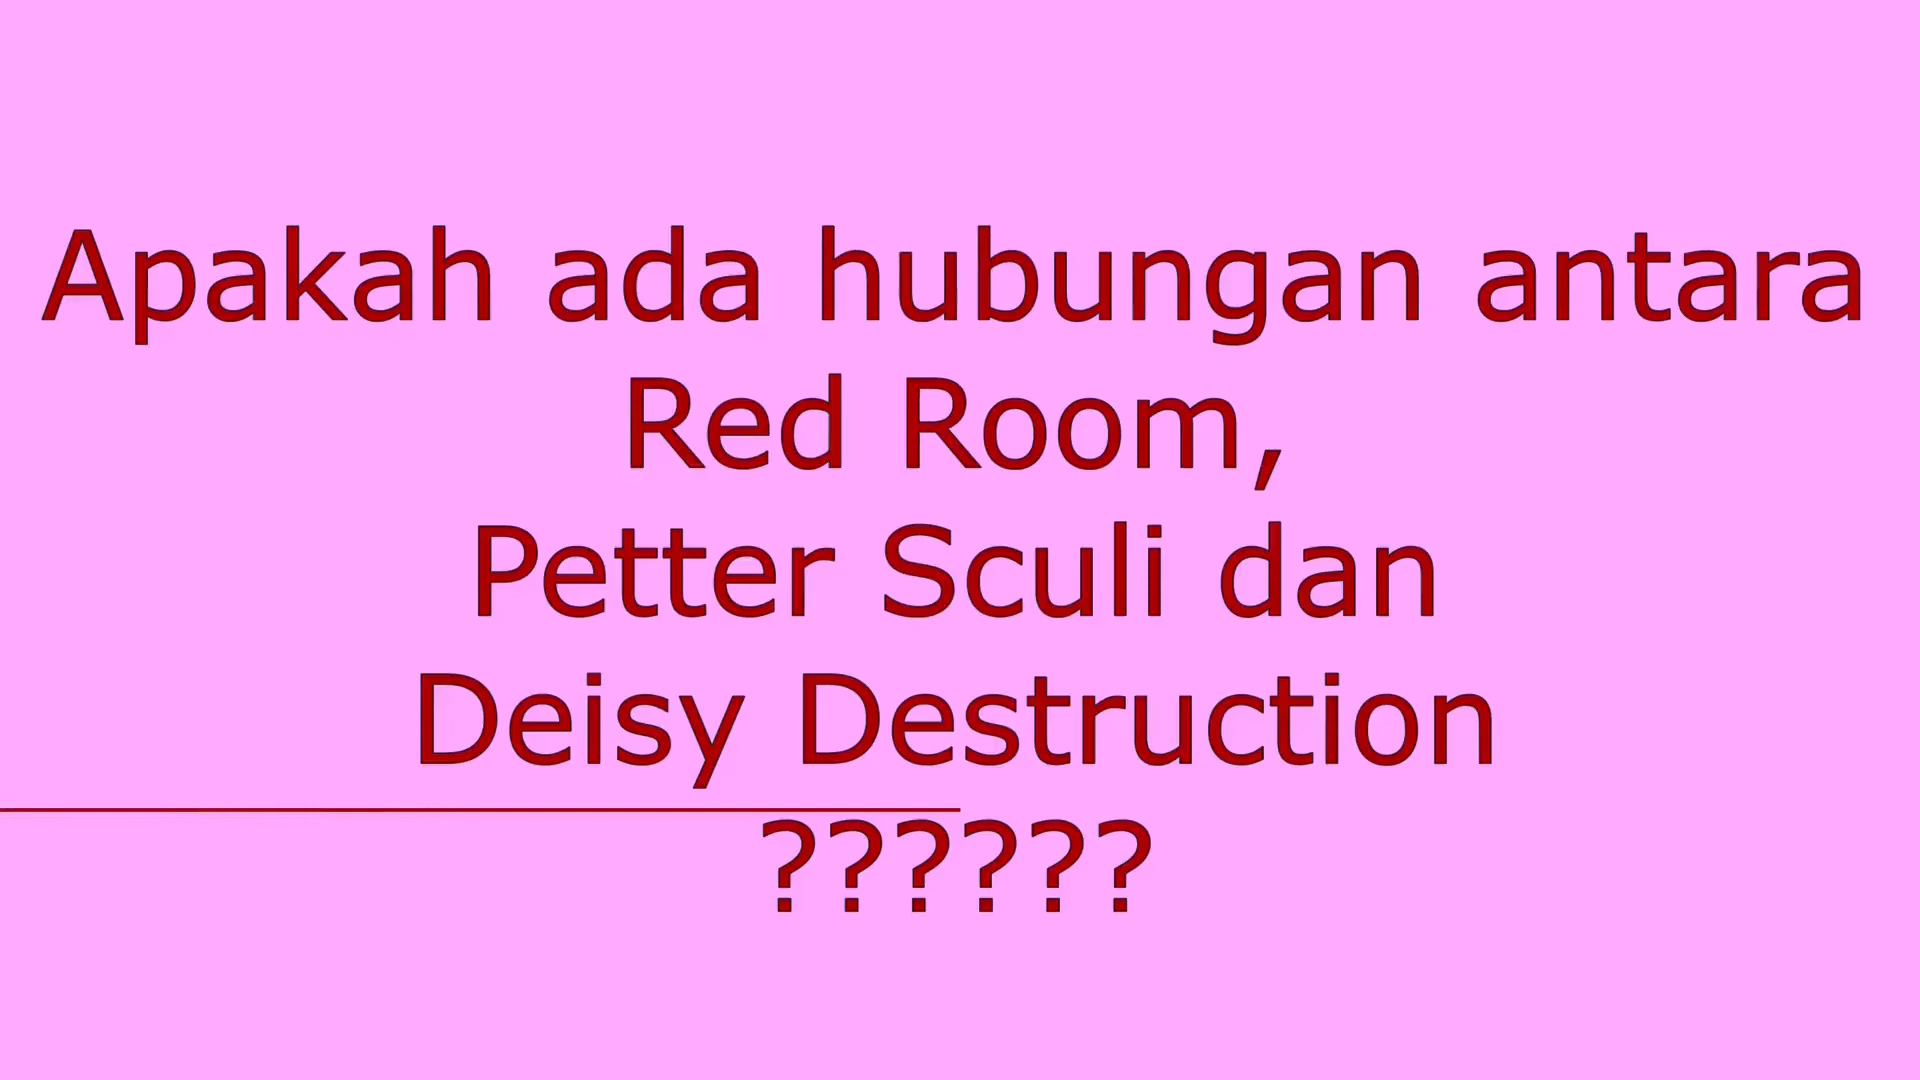 Apakah ada hubungan antara
Red Room,
Petter Sculi dan
Deisy Destruction
??????